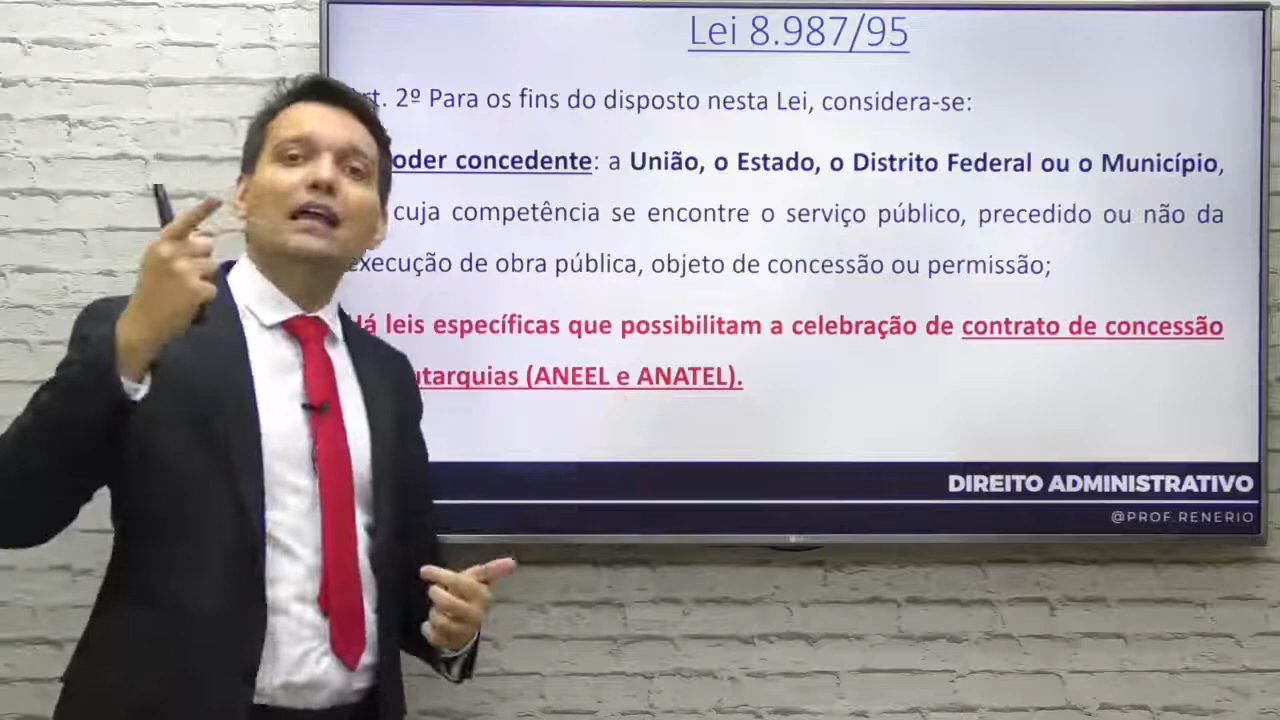 Lei 8.987/95
rt. 2º Para os fins do disposto nesta Lei, considera-se:
oder concedente: a União, o Estado, o Distrito Federal ou o Município,
cuja competência se encontre o serviço público, precedido ou não da
execução de obra pública, objeto de concessão ou permissão;
Há leis específicas que possibilitam a celebração de contrato de concessão
utarquias (ANEEL e ANATEL).
DIREITO ADMINISTRATIVO
@PROF.RENERIO
LG